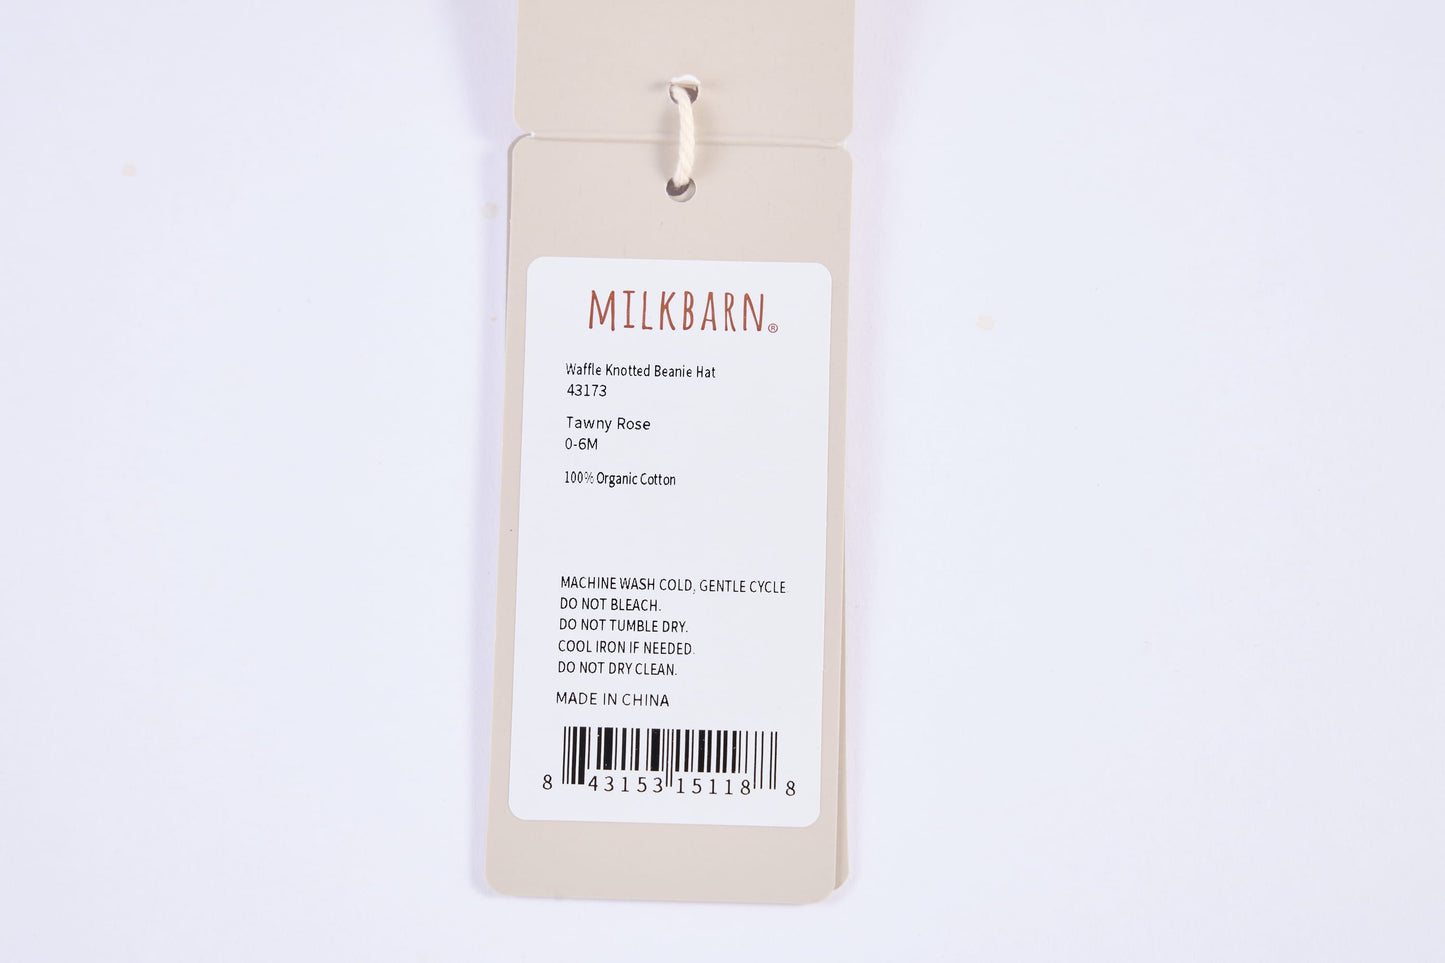 MILKBARN®
Waffle Knotted Beanie Hat
43173
Tawny Rose
0-6M
100% Organic Cotton
MACHINE WASH COLD, GENTLE CYCLE.
DO NOT BLEACH.
DO NOT TUMBLE DRY.
COOL IRON IF NEEDED.
DO NOT DRY CLEAN.
MADE IN CHINA
8 43153 15118 8